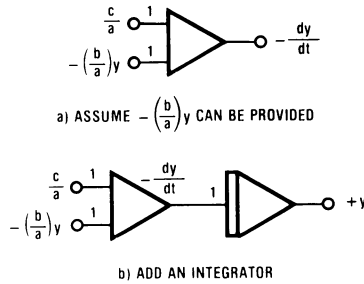 c/a 1
-(b/a)y 1
- dy/dt
a) ASSUME -(b/a)y CAN BE PROVIDED
c/a 1
-(b/a)y 1
- dy/dt
1
+y
b) ADD AN INTEGRATOR